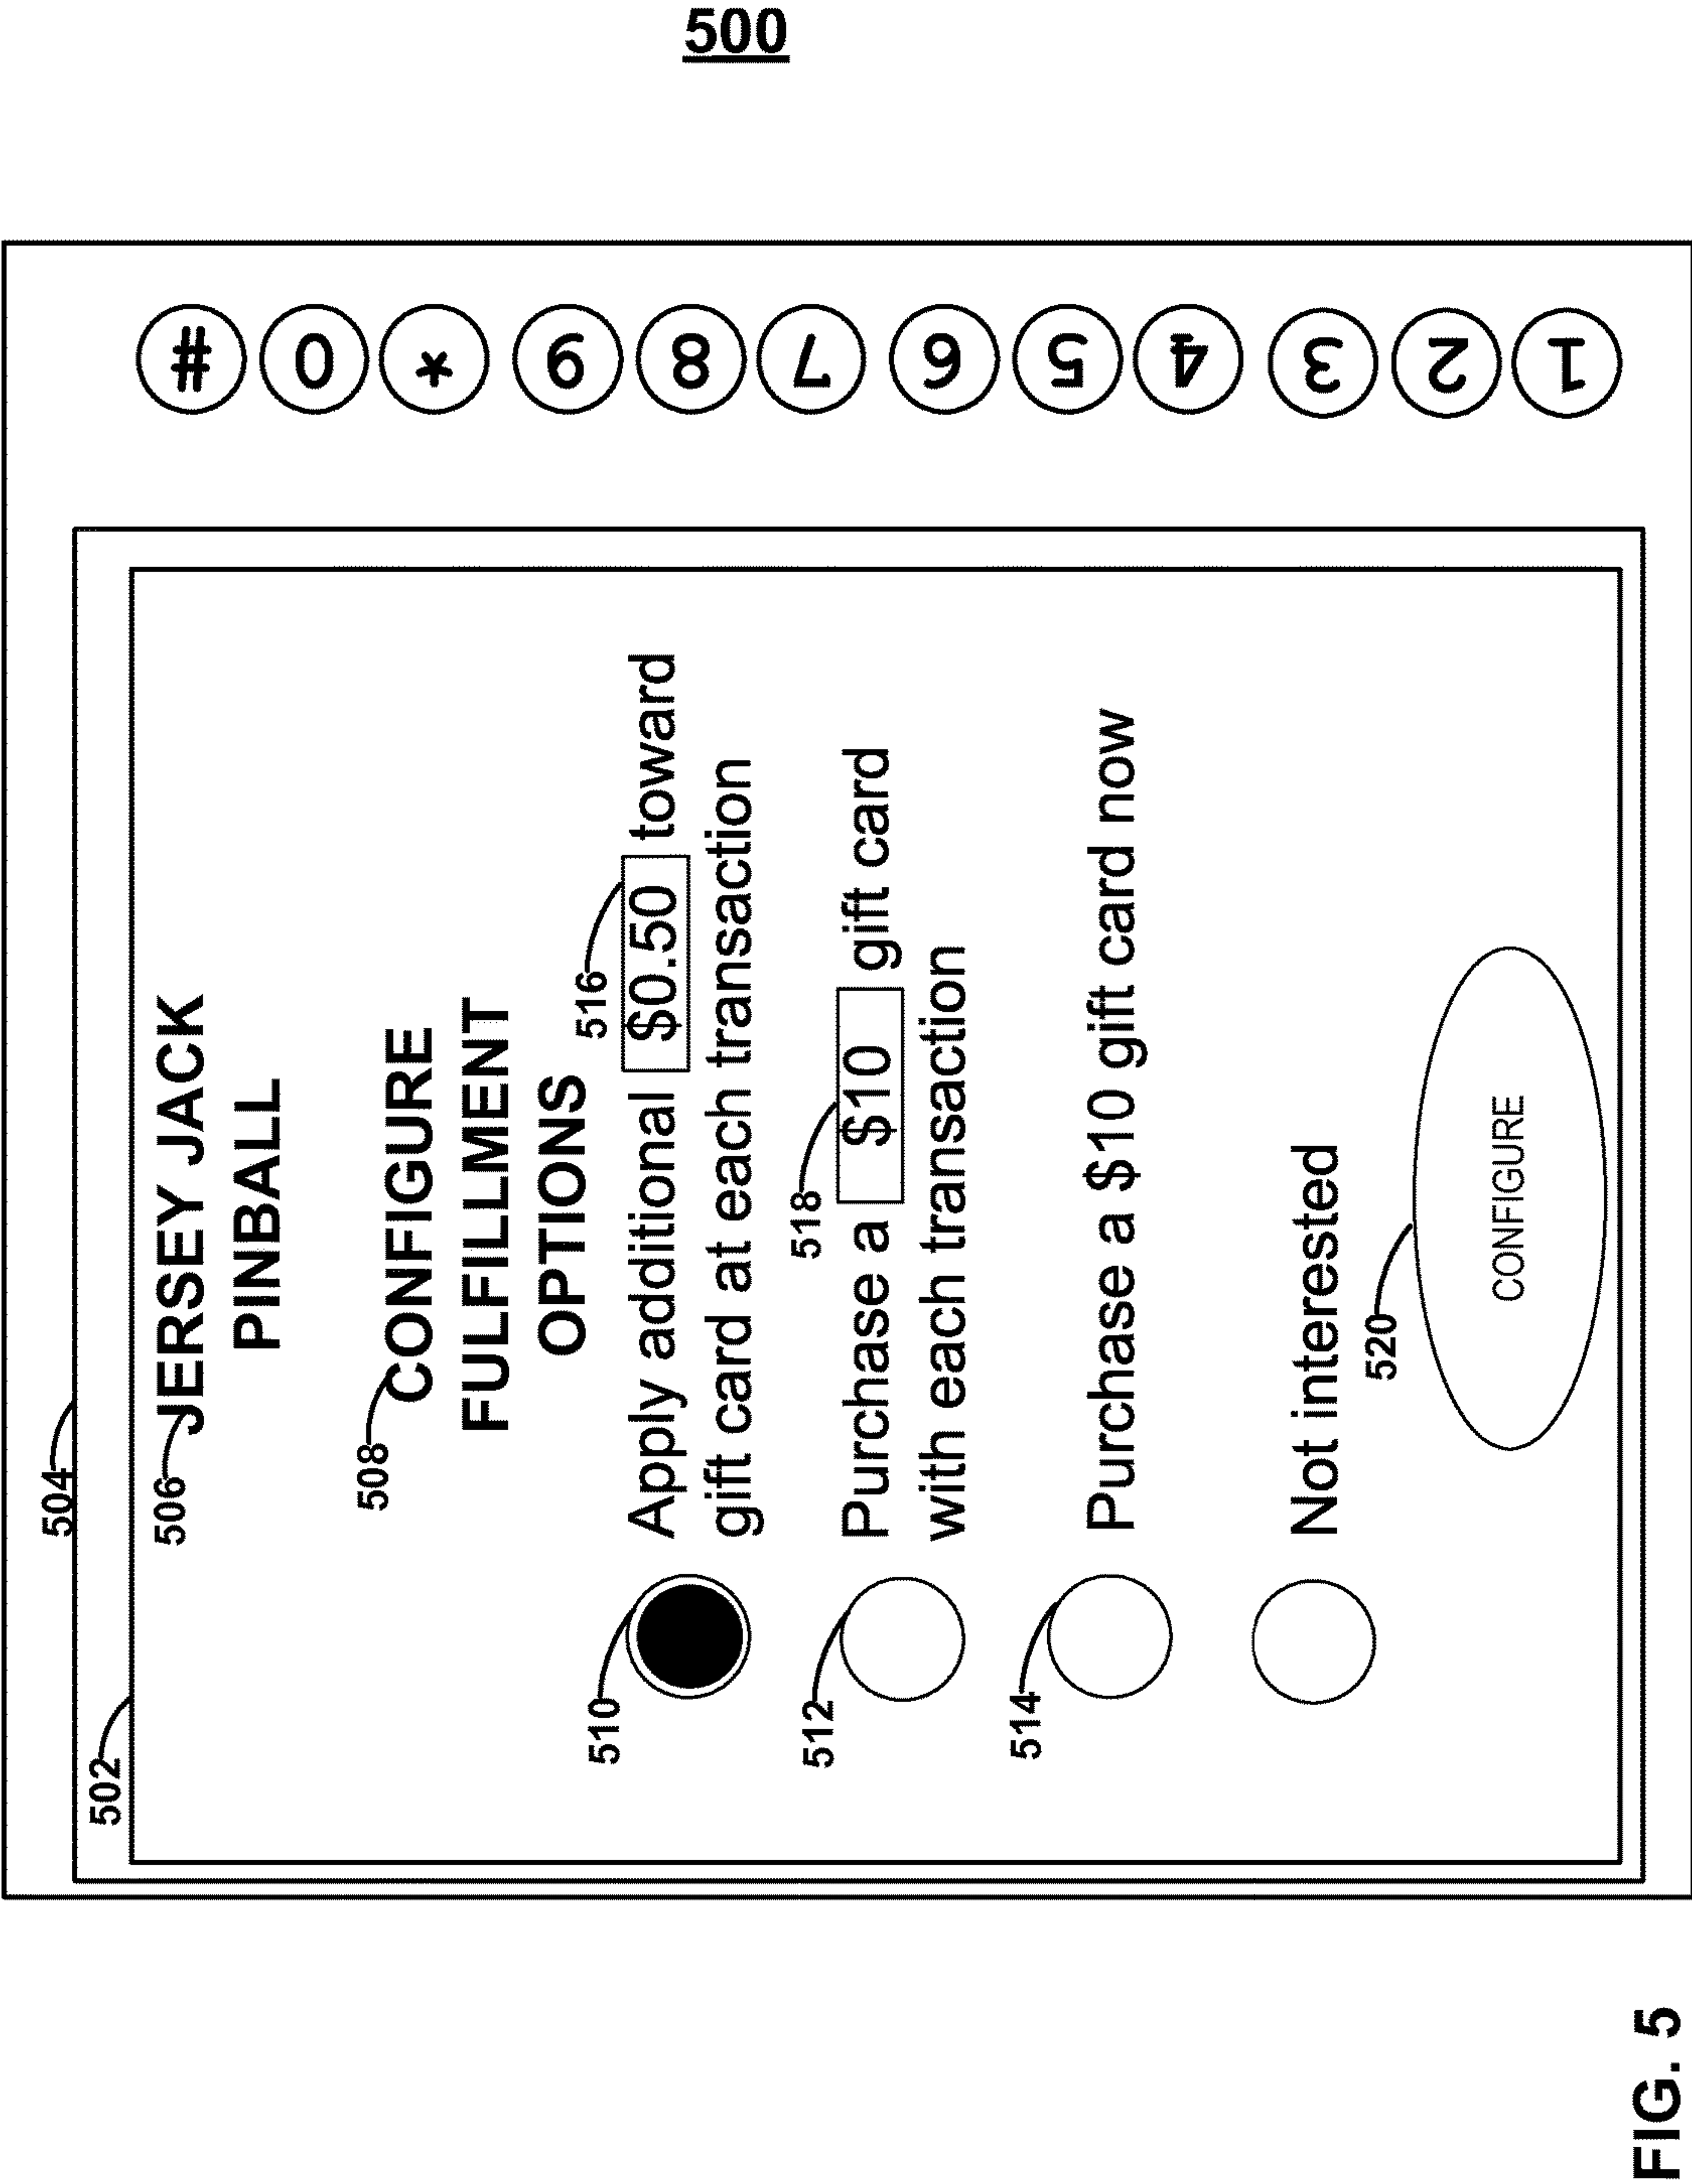 500
504
502
506
JERSEY JACK
PINBALL
508
CONFIGURE
FULFILLMENT
OPTIONS
516
510
Apply additional $0.50 toward
gift card at each transaction
518
512
Purchase a $10 gift card
with each transaction
514
Purchase a $10 gift card now
Not interested
520
CONFIGURE
1
2
3
4
5
6
7
8
9
*
0
#
FIG. 5